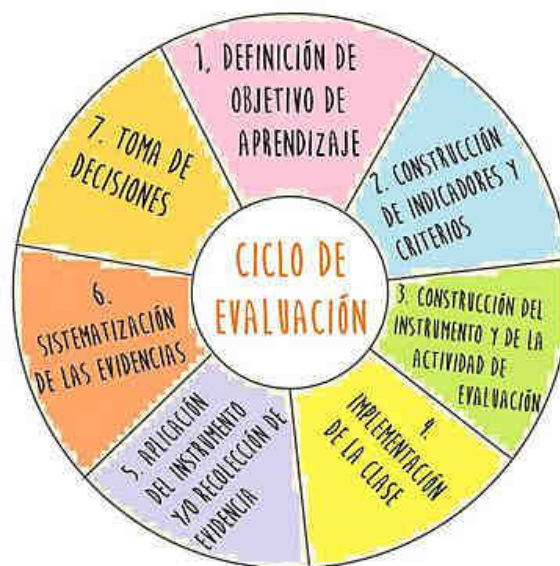 CICLO DE
EVALUACIÓN
1, DEFINICIÓN DE
OBJETIVO DE
APRENDIZAJE
2. CONSTRUCCIÓN
DE INDICADORES Y
CRITERIOS
3. CONSTRUCCIÓN DEL
INSTRUMENTO Y DE LA
ACTIVIDAD DE
EVALUACIÓN
4.
IMPLEMENTACIÓN
DE LA CLASE
5. APLICACIÓN
DEL INSTRUMENTO
Y/O RECOLECCIÓN DE
EVIDENCIA
6.
SISTEMATIZACIÓN
DE LAS EVIDENCIAS
7. TOMA DE
DECISIONES